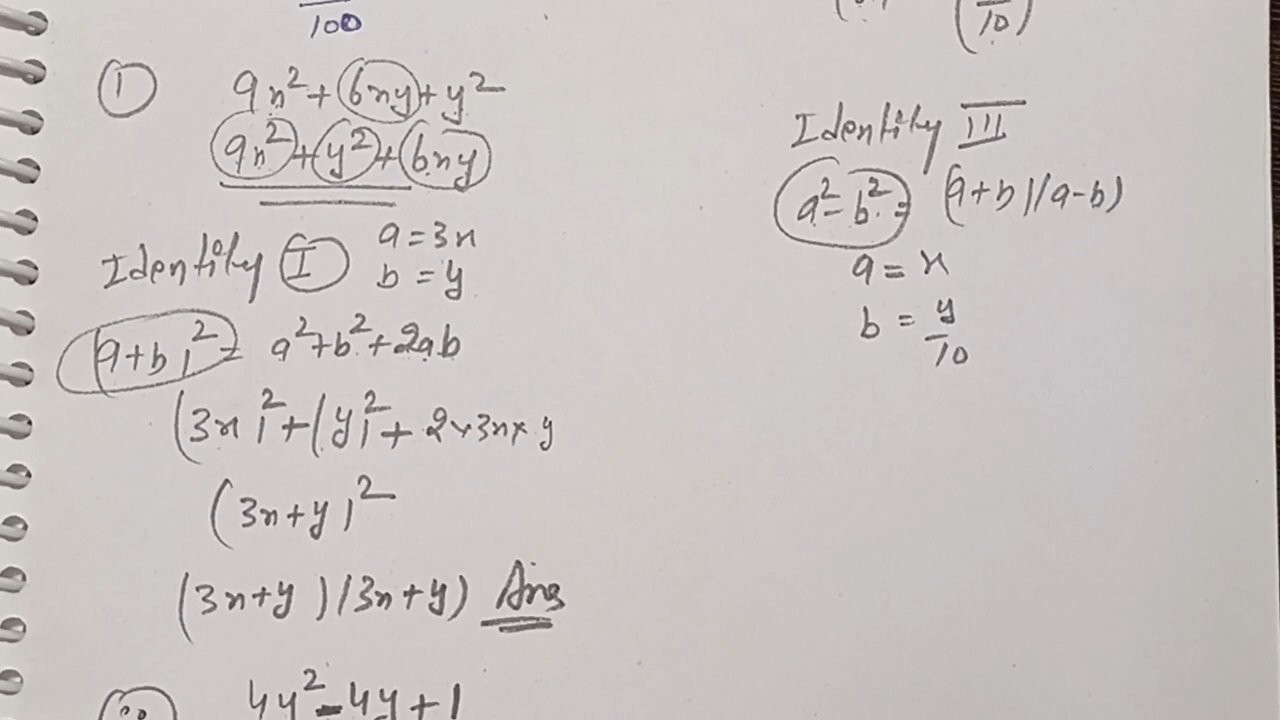 100
① 9x² + 6xy + y²
9x² + y² + 6xy
Identity Ⓘ a = 3x
b = y
(a+b)² = a² + b² + 2ab
(3x)² + (y)² + 2×3x×y
(3x+y)²
(3x+y)(3x+y) Ans
4y² - 4y + 1
10)
Identity III
a² - b² = (a+b)(a-b)
a = x
b = y/10